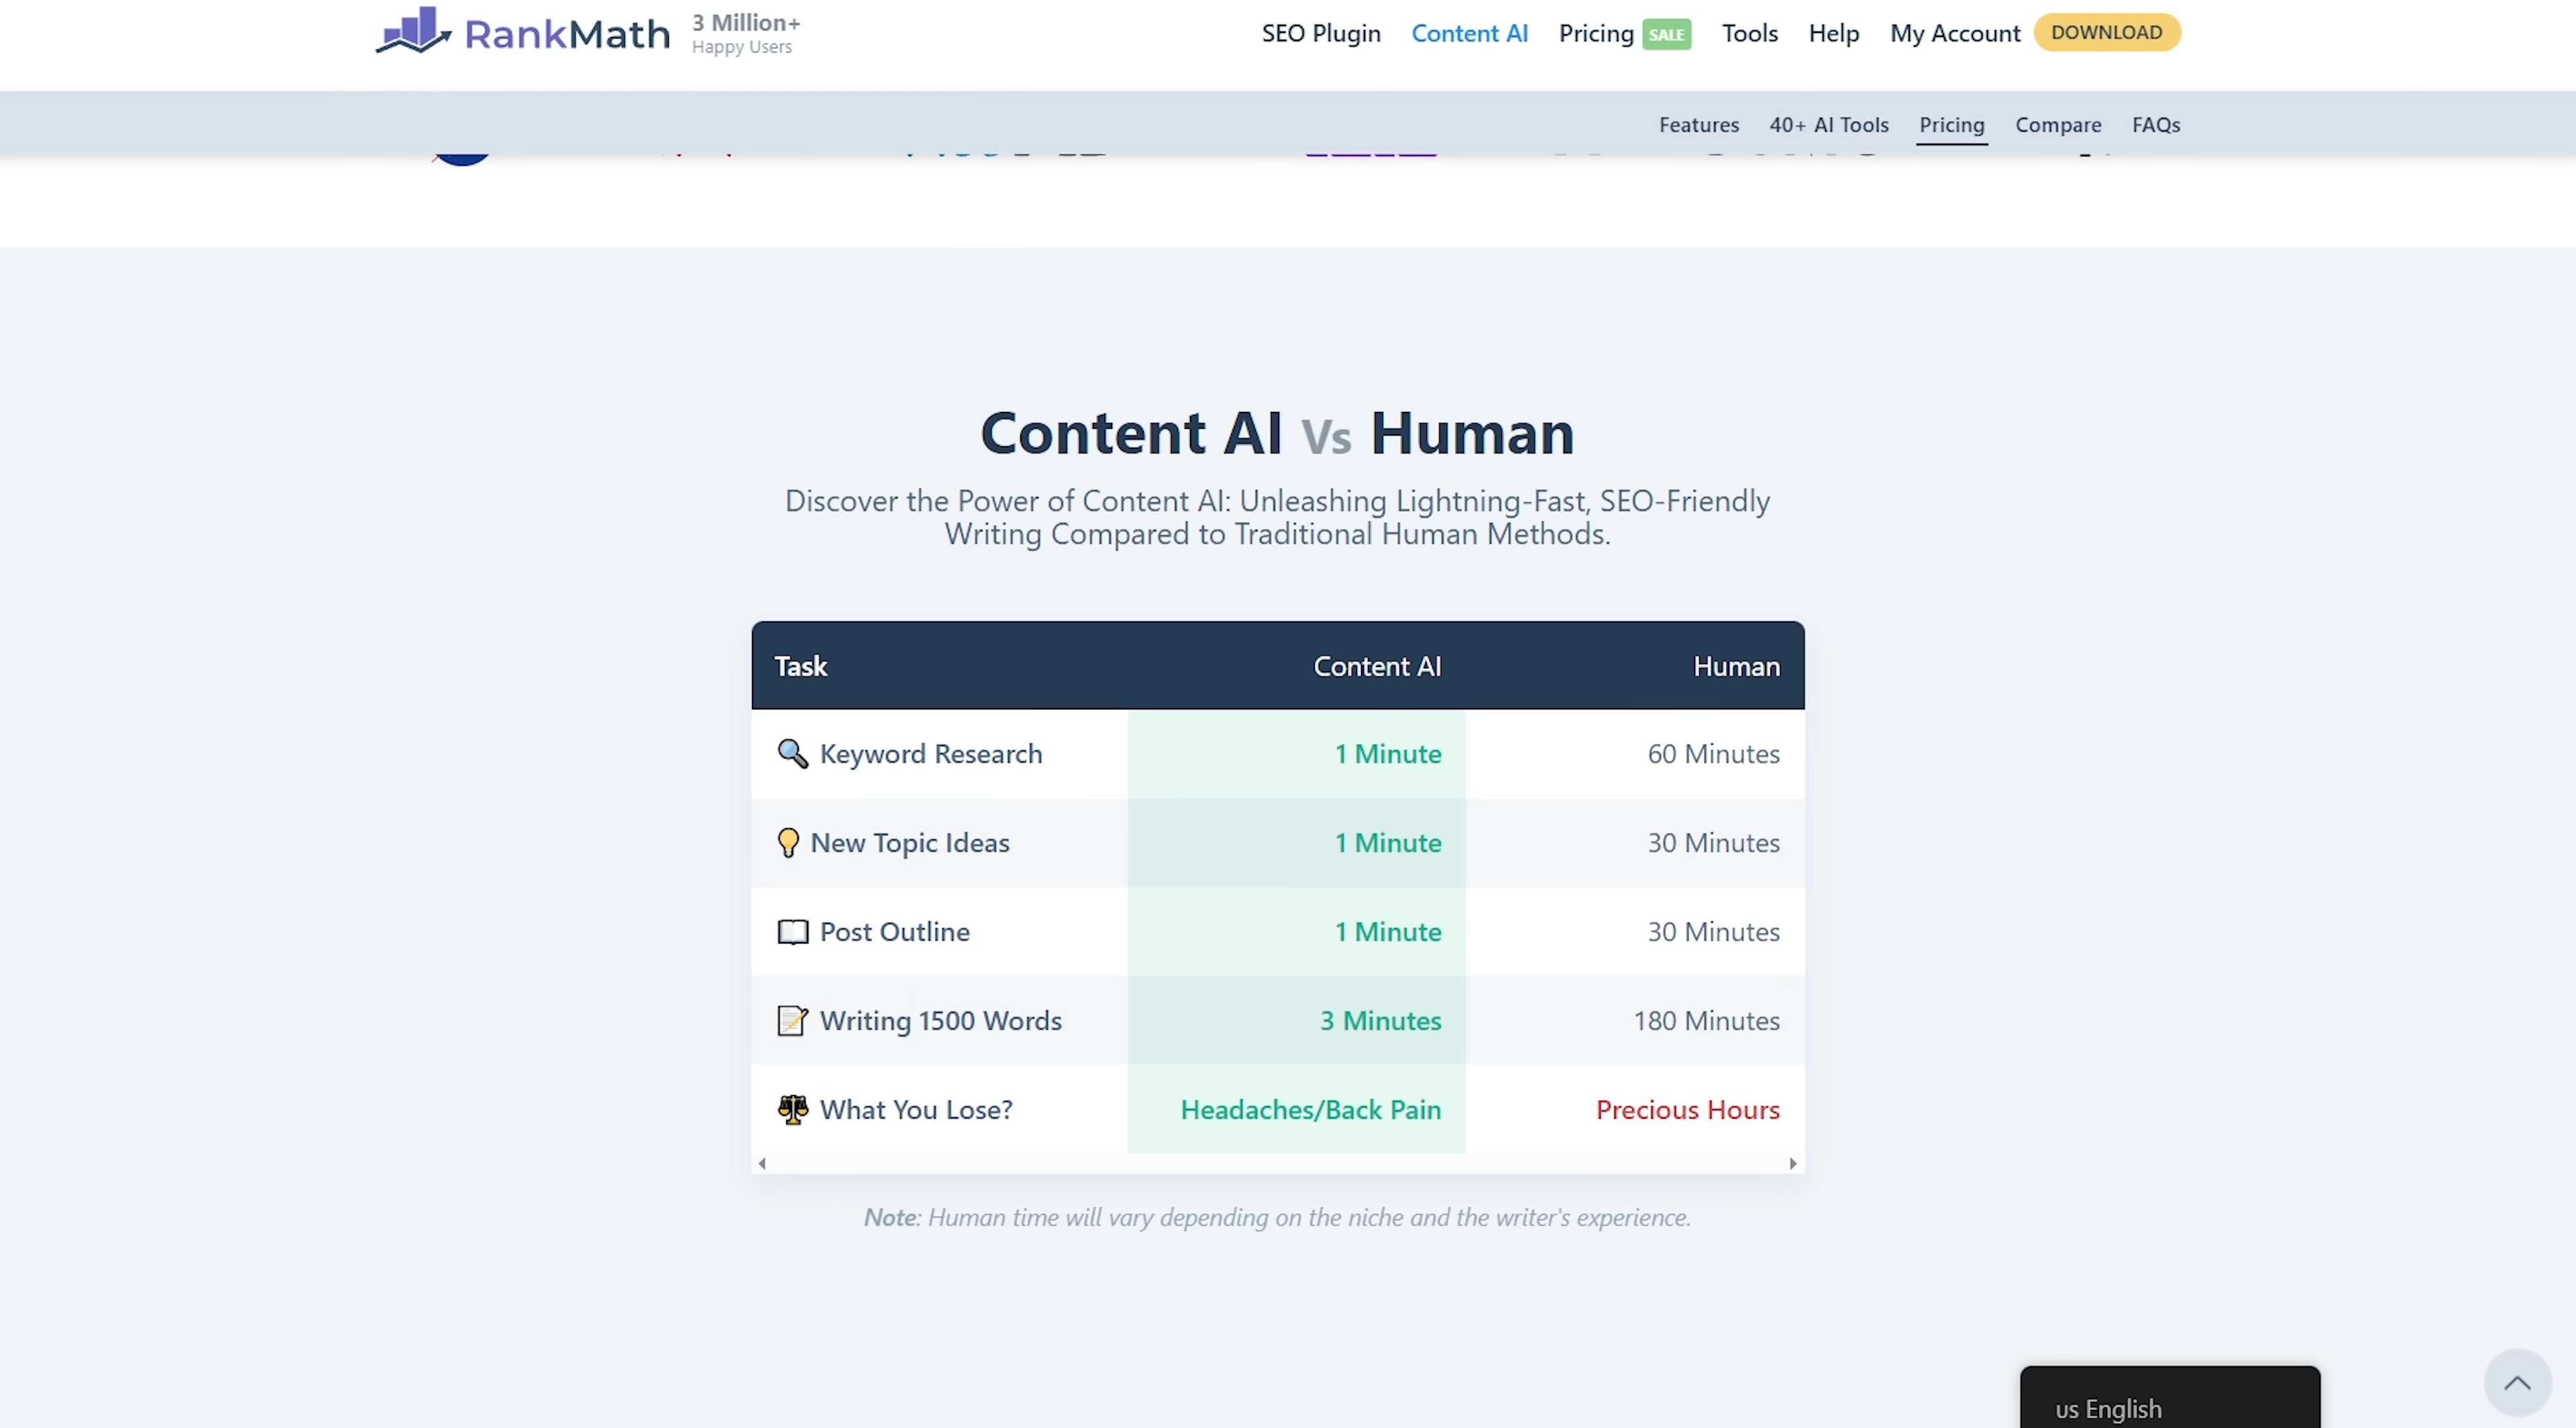 RankMath
3 Million+
Happy Users
SEO Plugin Content AI Pricing SALE Tools Help My Account DOWNLOAD
Features 40+ AI Tools Pricing Compare FAQs
Content AI Vs Human
Discover the Power of Content AI: Unleashing Lightning-Fast, SEO-Friendly
Writing Compared to Traditional Human Methods.
Task Content AI Human
Keyword Research 1 Minute 60 Minutes
New Topic Ideas 1 Minute 30 Minutes
Post Outline 1 Minute 30 Minutes
Writing 1500 Words 3 Minutes 180 Minutes
What You Lose? Headaches/Back Pain Precious Hours
Note: Human time will vary depending on the niche and the writer's experience.
us English